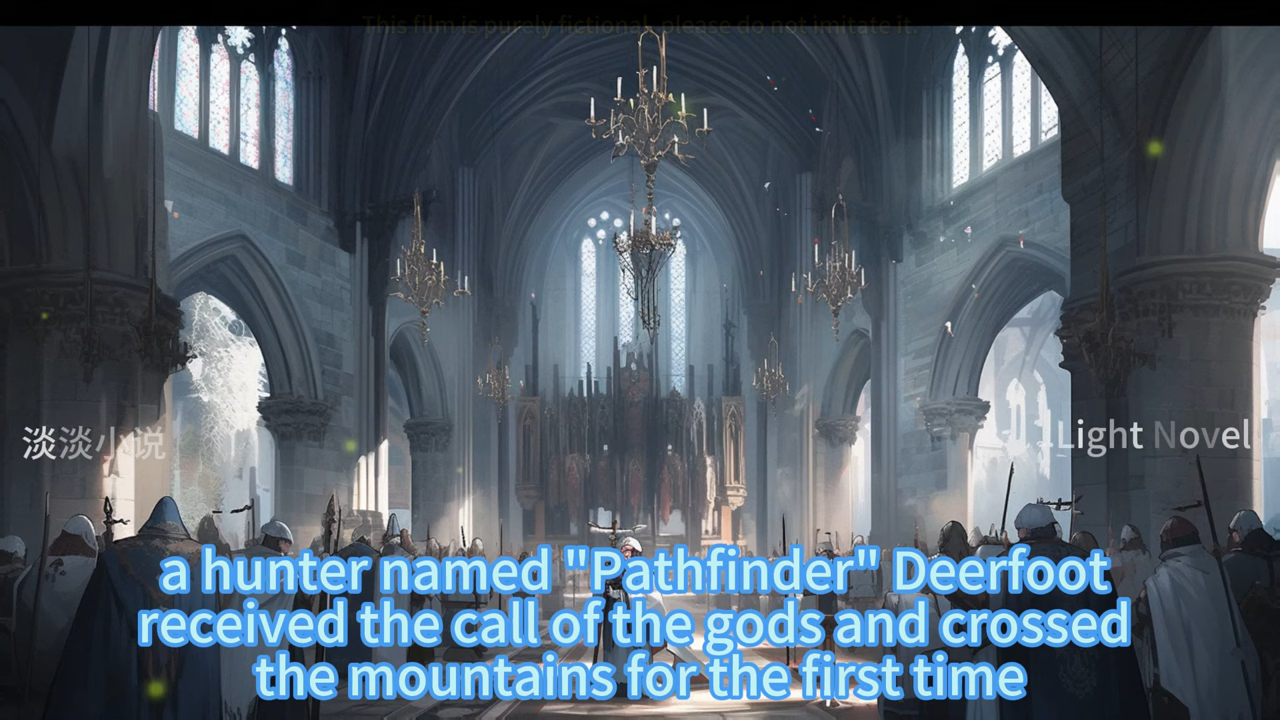 This film is purely fictional, please do not imitate it.
淡淡小说
Light Novel
a hunter named "Pathfinder" Deerfoot
received the call of the gods and crossed
the mountains for the first time